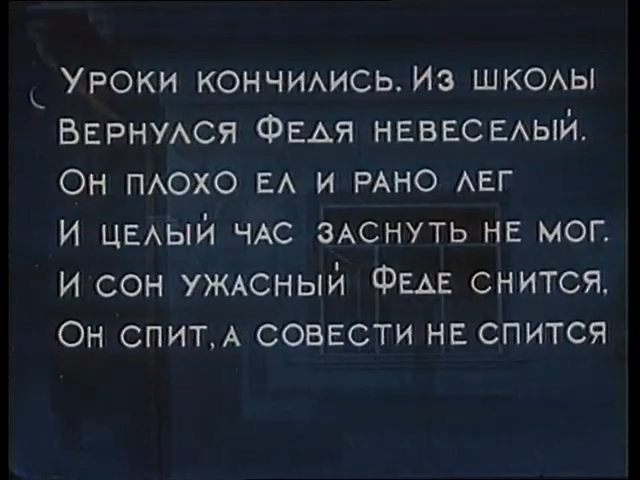 Уроки кончились. Из школы
Вернулся Федя невеселый.
Он плохо ел и рано лег
И целый час заснуть не мог.
И сон ужасный Феде снится,
Он спит, а совести не спится